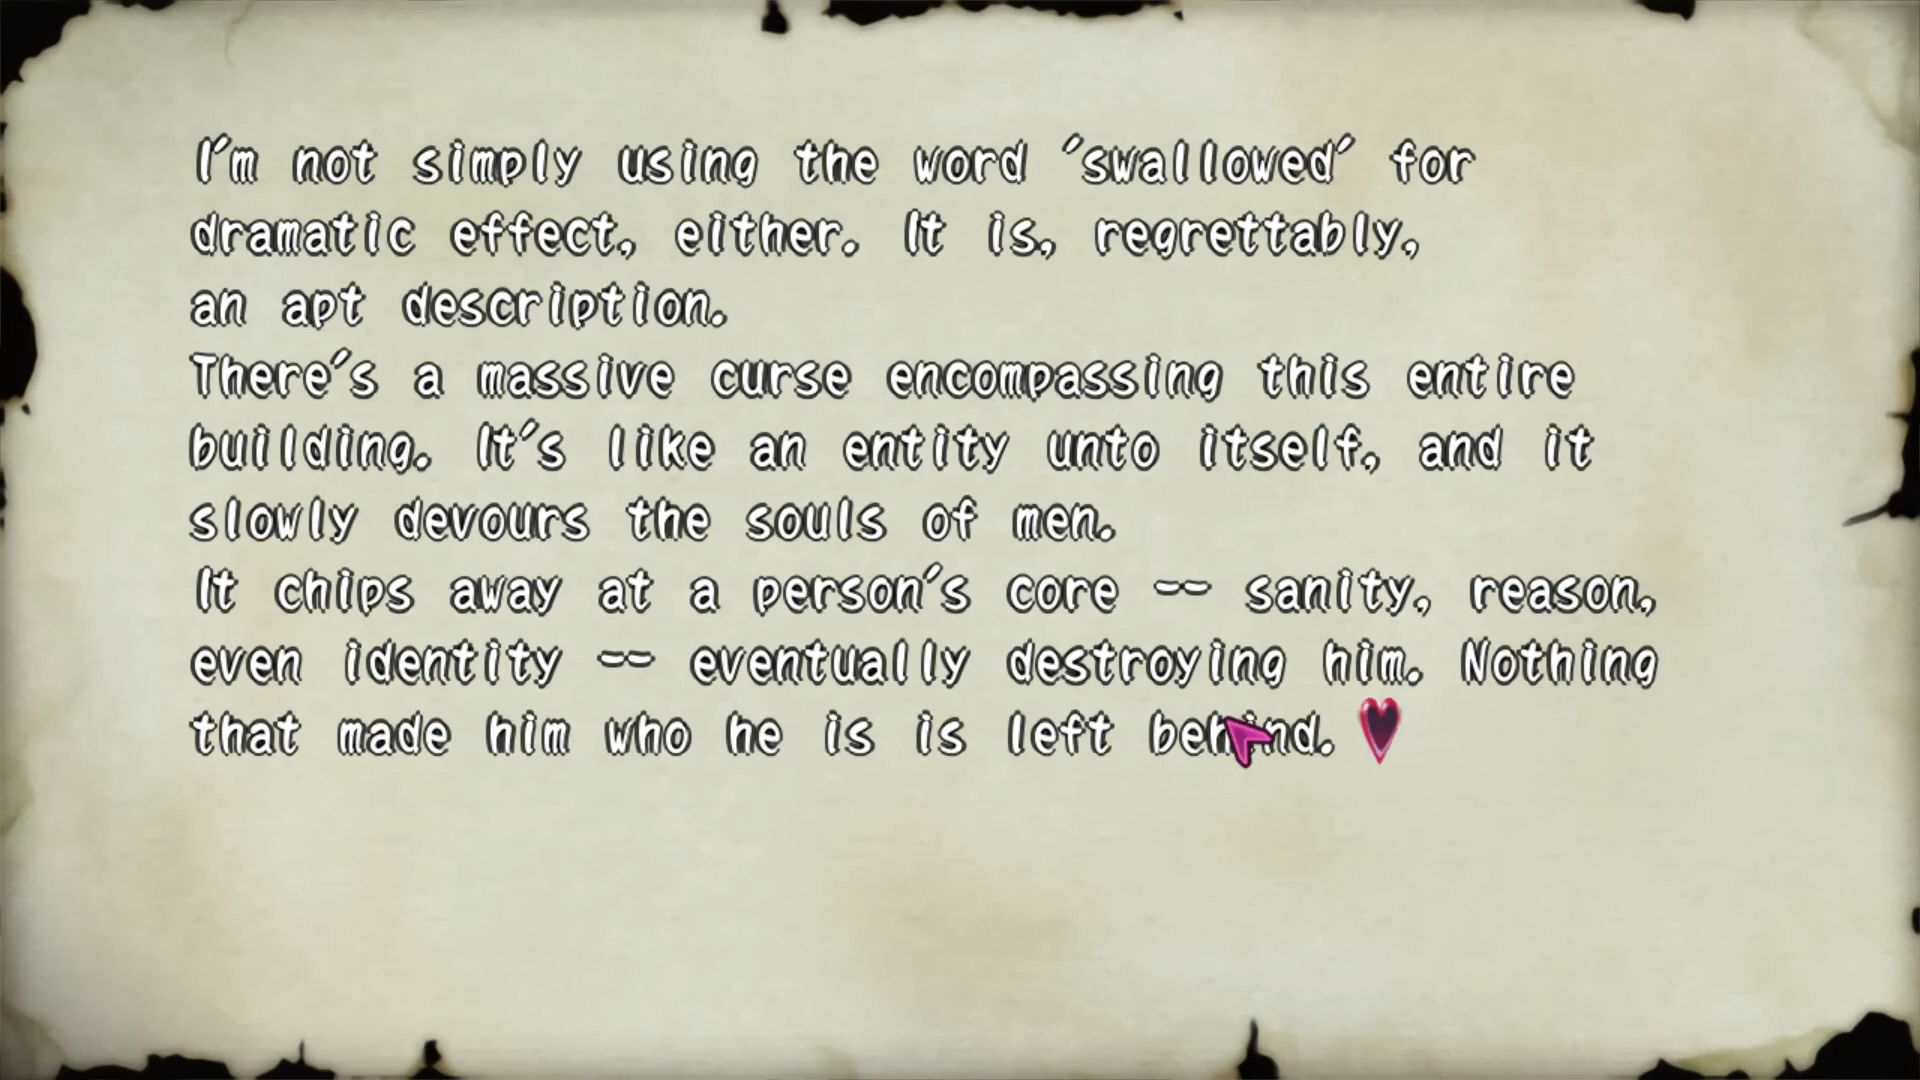 I'm not simply using the word 'swallowed' for
dramatic effect, either. It is, regrettably,
an apt description.
There's a massive curse encompassing this entire
building. It's like an entity unto itself, and it
slowly devours the souls of men.
It chips away at a person's core -- sanity, reason,
even identity -- eventually destroying him. Nothing
that made him who he is is left behind.